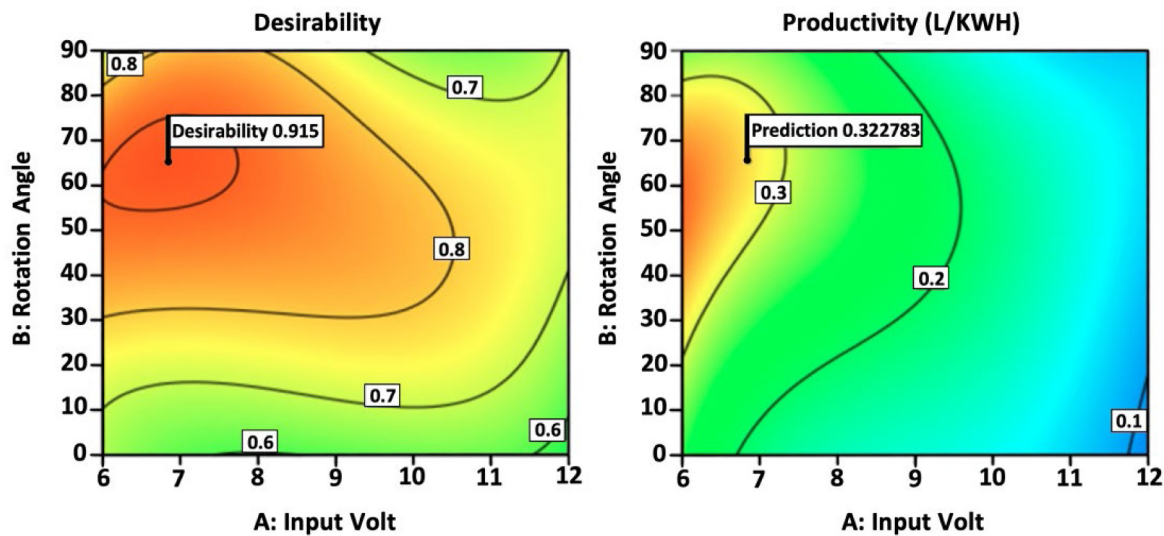 Desirability
90
80
70
60
50
40
30
20
10
0
B: Rotation Angle
0.8
0.7
Desirability 0.915
0.8
0.7
0.6
0.6
6 7 8 9 10 11 12
A: Input Volt
Productivity (L/KWH)
90
80
70
60
50
40
30
20
10
0
B: Rotation Angle
Prediction 0.322783
0.3
0.2
0.1
6 7 8 9 10 11 12
A: Input Volt